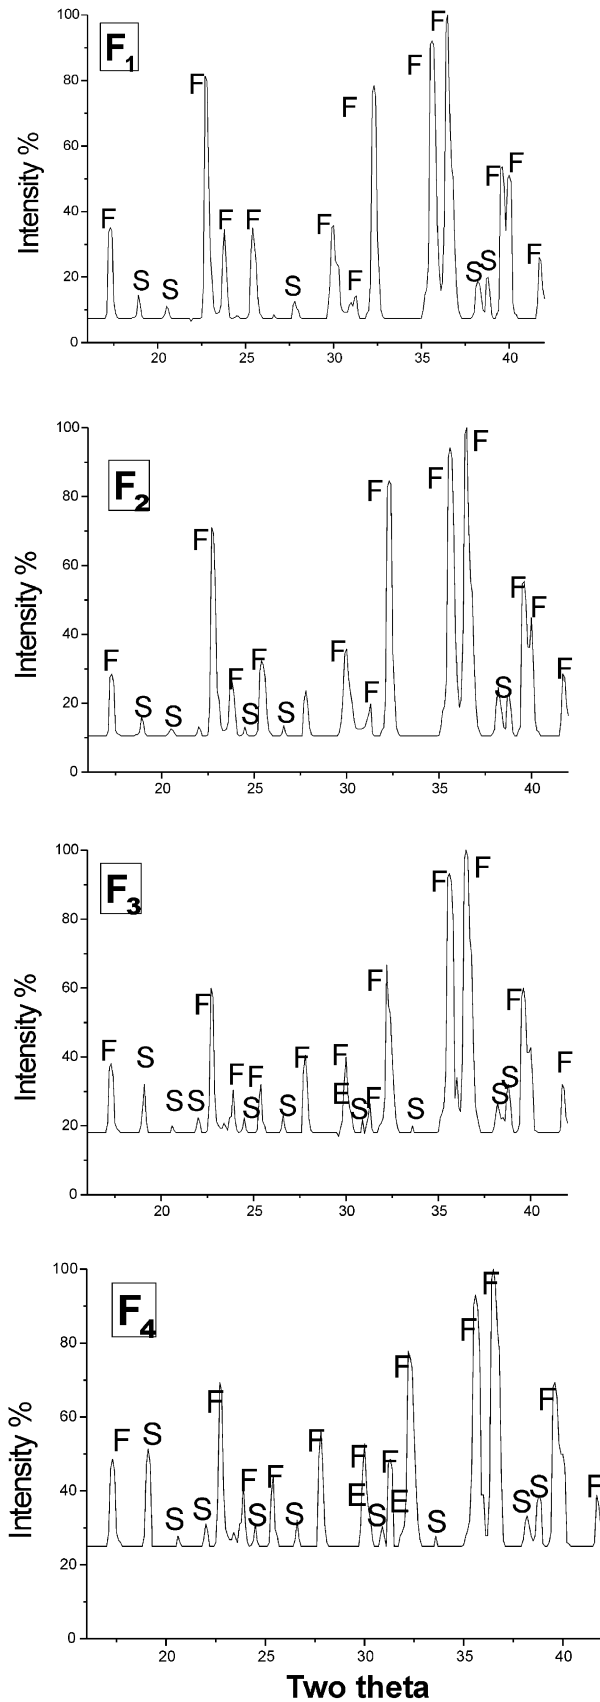 F1
Intensity %
100
80
60
40
20
0
F S S F F F S F F F F F S S F F F
20 25 30 35 40
F2
Intensity %
100
80
60
40
20
0
F S S F F S F S F F F F F S F F F
20 25 30 35 40
F3
Intensity %
100
80
60
40
20
0
F S S S F F S F S F F E S F F S F F S S F F
20 25 30 35 40
F4
Intensity %
100
80
60
40
20
0
F S S S F F S F S F F E S F E F S F F S S F F
20 25 30 35 40
Two theta